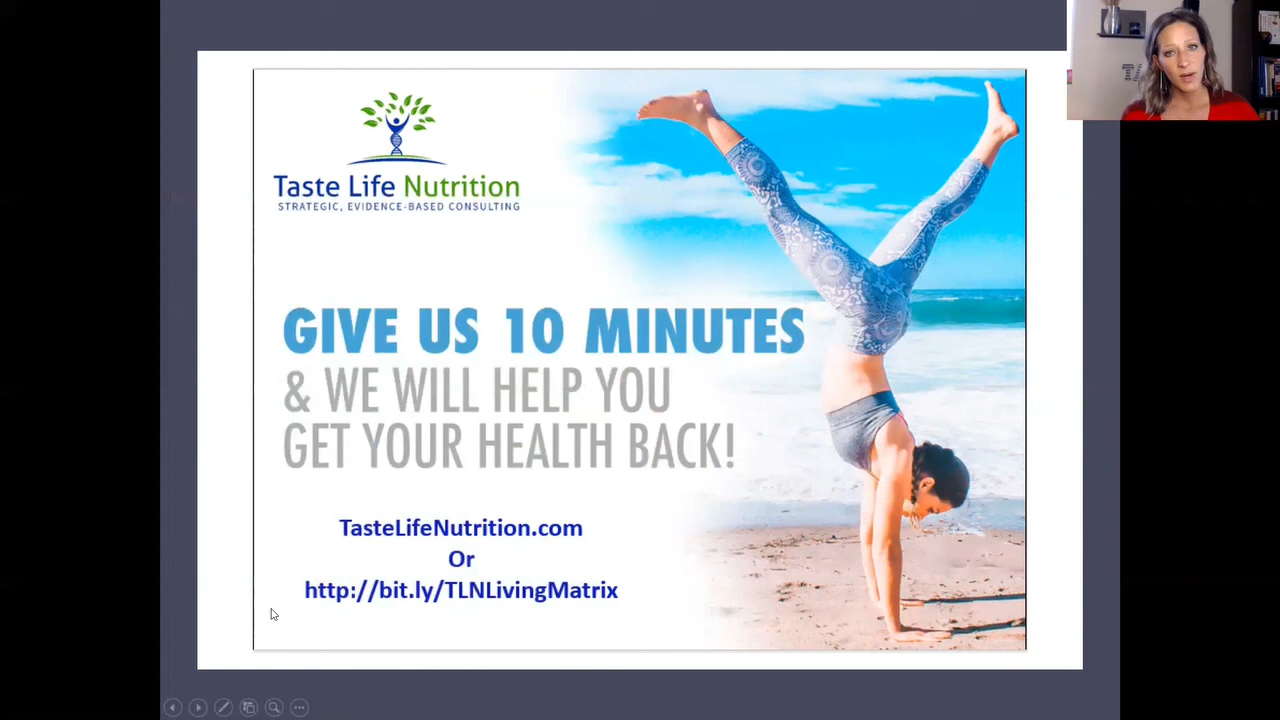 Taste Life Nutrition
STRATEGIC, EVIDENCE-BASED CONSULTING
GIVE US 10 MINUTES
& WE WILL HELP YOU
GET YOUR HEALTH BACK!
TasteLifeNutrition.com
Or
http://bit.ly/TLNLivingMatrix